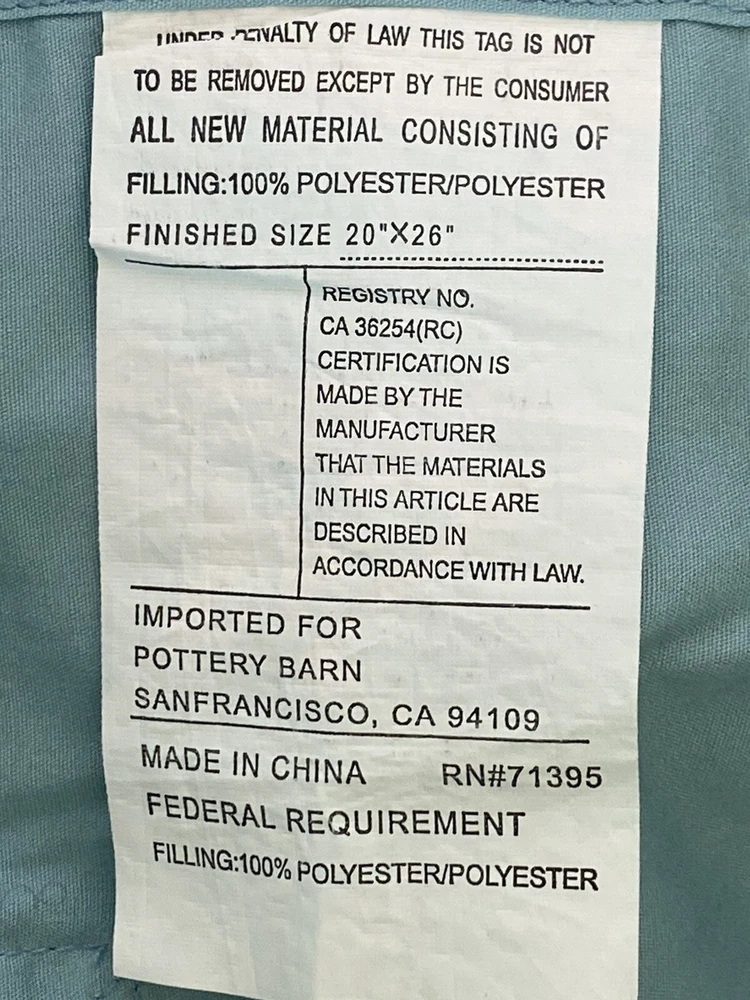 UNDER PENALTY OF LAW THIS TAG IS NOT
TO BE REMOVED EXCEPT BY THE CONSUMER
ALL NEW MATERIAL CONSISTING OF
FILLING:100% POLYESTER/POLYESTER
FINISHED SIZE 20"X26"
REGISTRY NO.
CA 36254(RC)
CERTIFICATION IS
MADE BY THE
MANUFACTURER
THAT THE MATERIALS
IN THIS ARTICLE ARE
DESCRIBED IN
ACCORDANCE WITH LAW.
IMPORTED FOR
POTTERY BARN
SANFRANCISCO, CA 94109
MADE IN CHINA RN#71395
FEDERAL REQUIREMENT
FILLING:100% POLYESTER/POLYESTER